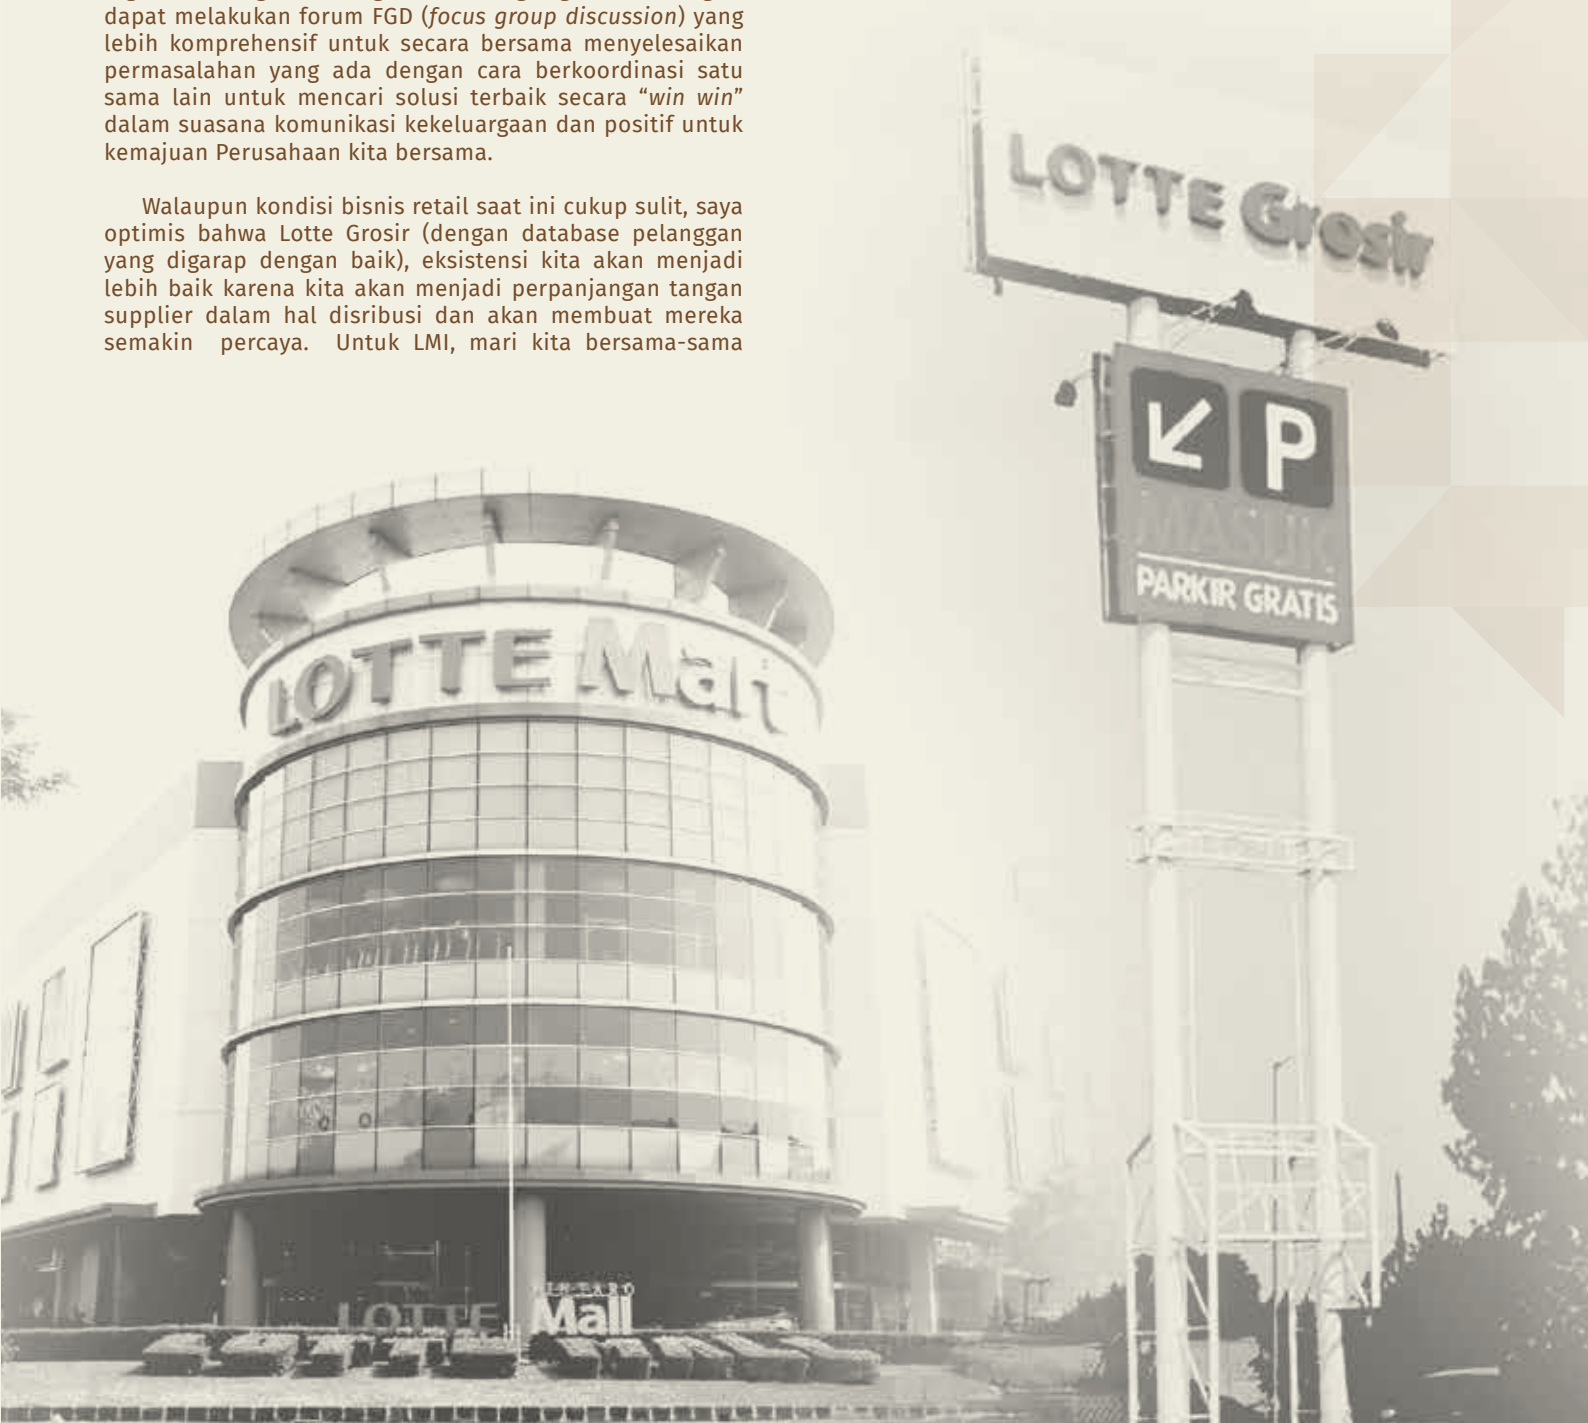 dapat melakukan forum FGD (focus group discussion) yang
lebih komprehensif untuk secara bersama menyelesaikan
permasalahan yang ada dengan cara berkoordinasi satu
sama lain untuk mencari solusi terbaik secara “win win”
dalam suasana komunikasi kekeluargaan dan positif untuk
kemajuan Perusahaan kita bersama.
Walaupun kondisi bisnis retail saat ini cukup sulit, saya
optimis bahwa Lotte Grosir (dengan database pelanggan
yang digarap dengan baik), eksistensi kita akan menjadi
lebih baik karena kita akan menjadi perpanjangan tangan
supplier dalam hal disribusi dan akan membuat mereka
semakin percaya. Untuk LMI, mari kita bersama-sama
LOTTE Grosir
P
MASUK
PARKIR GRATIS
LOTTE Mart
LOTTE
BINTARO
Mall